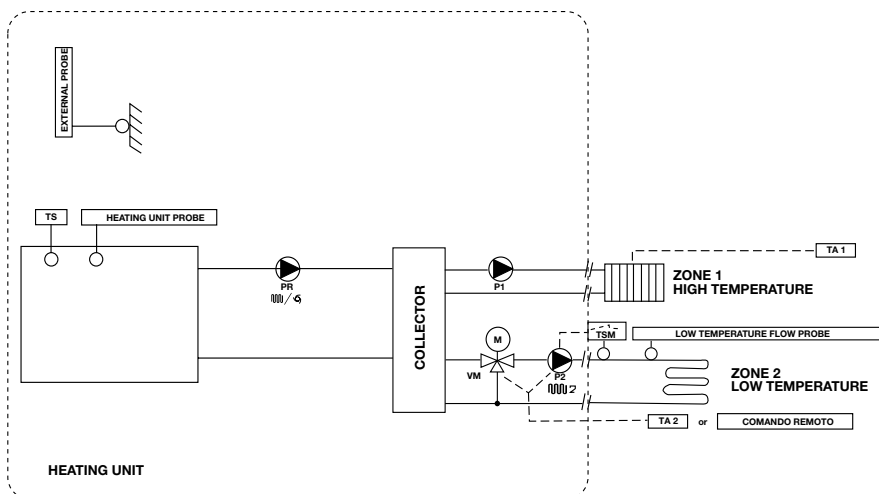 EXTERNAL PROBE
TS
HEATING UNIT PROBE
PR
COLLECTOR
P1
TA 1
ZONE 1
HIGH TEMPERATURE
M
VM
P2
TSM
LOW TEMPERATURE FLOW PROBE
ZONE 2
LOW TEMPERATURE
TA 2 or COMANDO REMOTO
HEATING UNIT